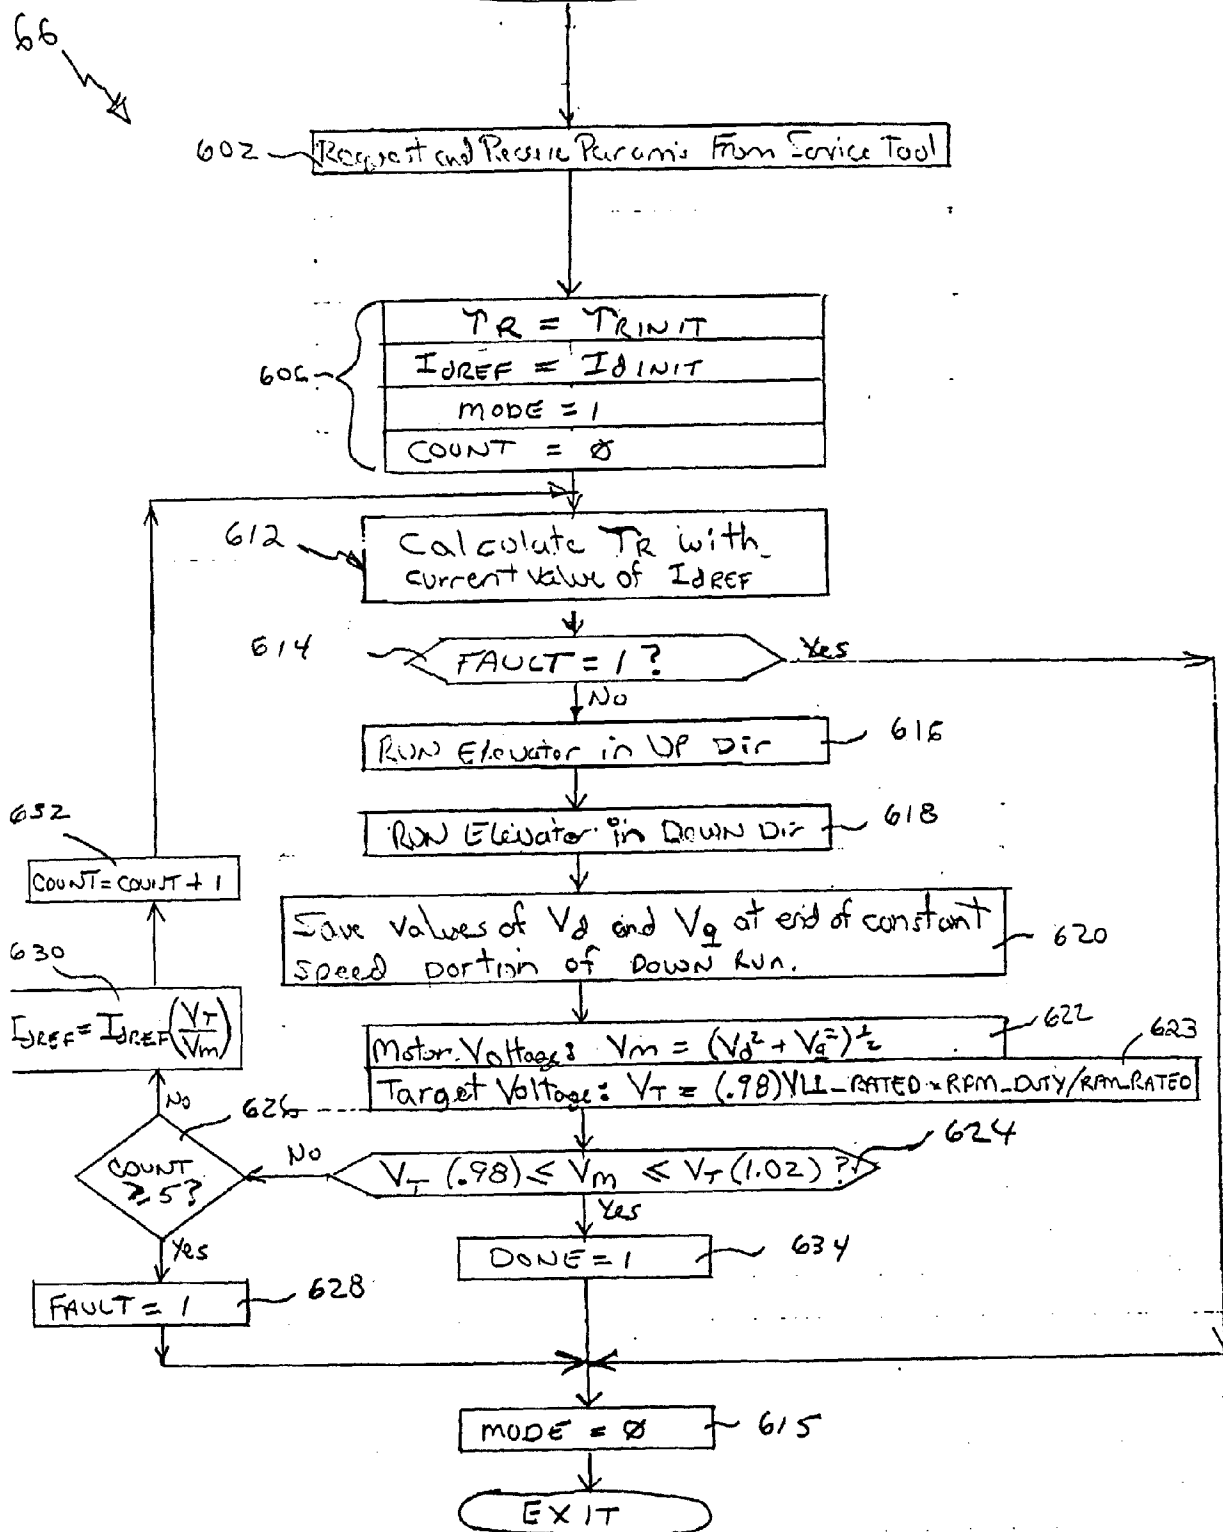 66
602
Request and Receive Params From Service Tool
TR = TRINIT
IdREF = IdINIT
MODE = 1
COUNT = Ø
606
612
Calculate TR with
current value of IdREF
614
FAULT = 1 ?
Yes
No
RUN Elevator in UP Dir
616
RUN Elevator in DOWN Dir
618
632
COUNT = COUNT + 1
Save values of Vd and Vq at end of constant
speed portion of DOWN RUN.
620
630
IdREF = IdREF (VT/Vm)
Motor Voltage: Vm = (Vd² + Vq²)^½
622
623
Target Voltage: VT = (.98) VLL_RATED × RPM_DUTY/RPM_RATED
No
626
COUNT
≥ 5?
No
VT (.98) ≤ Vm ≤ VT (1.02) ?
624
Yes
Yes
DONE = 1
634
FAULT = 1
628
MODE = Ø
615
EXIT